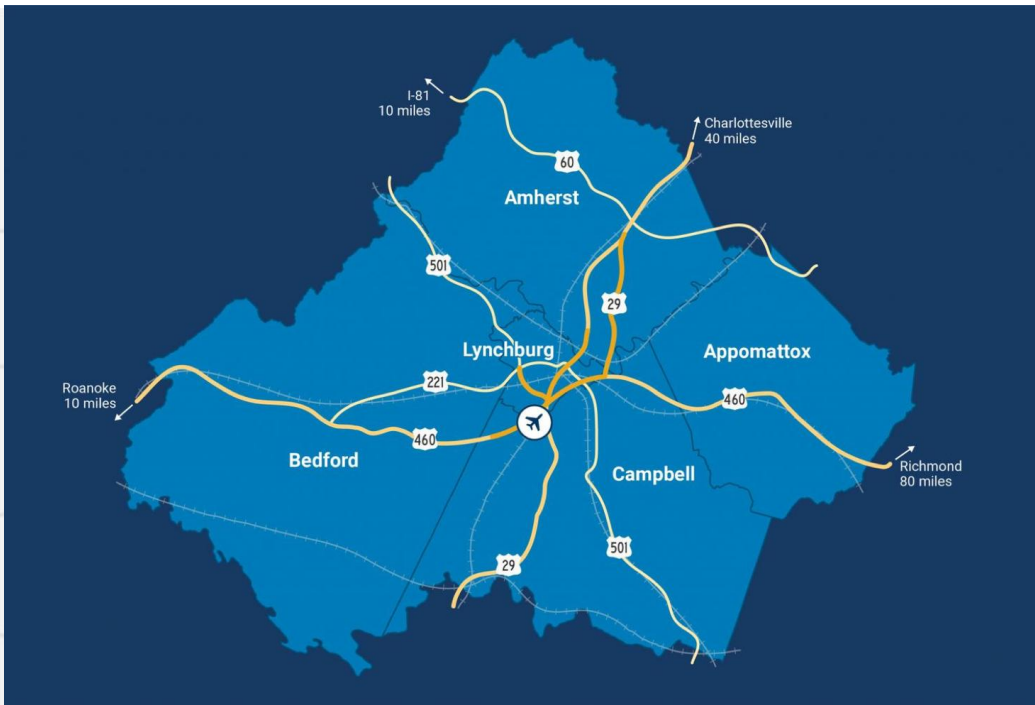 I-81
10 miles
Charlottesville
40 miles
60
Amherst
501
29
Lynchburg
Appomattox
Roanoke
10 miles
221
460
460
Bedford
Campbell
Richmond
80 miles
501
29